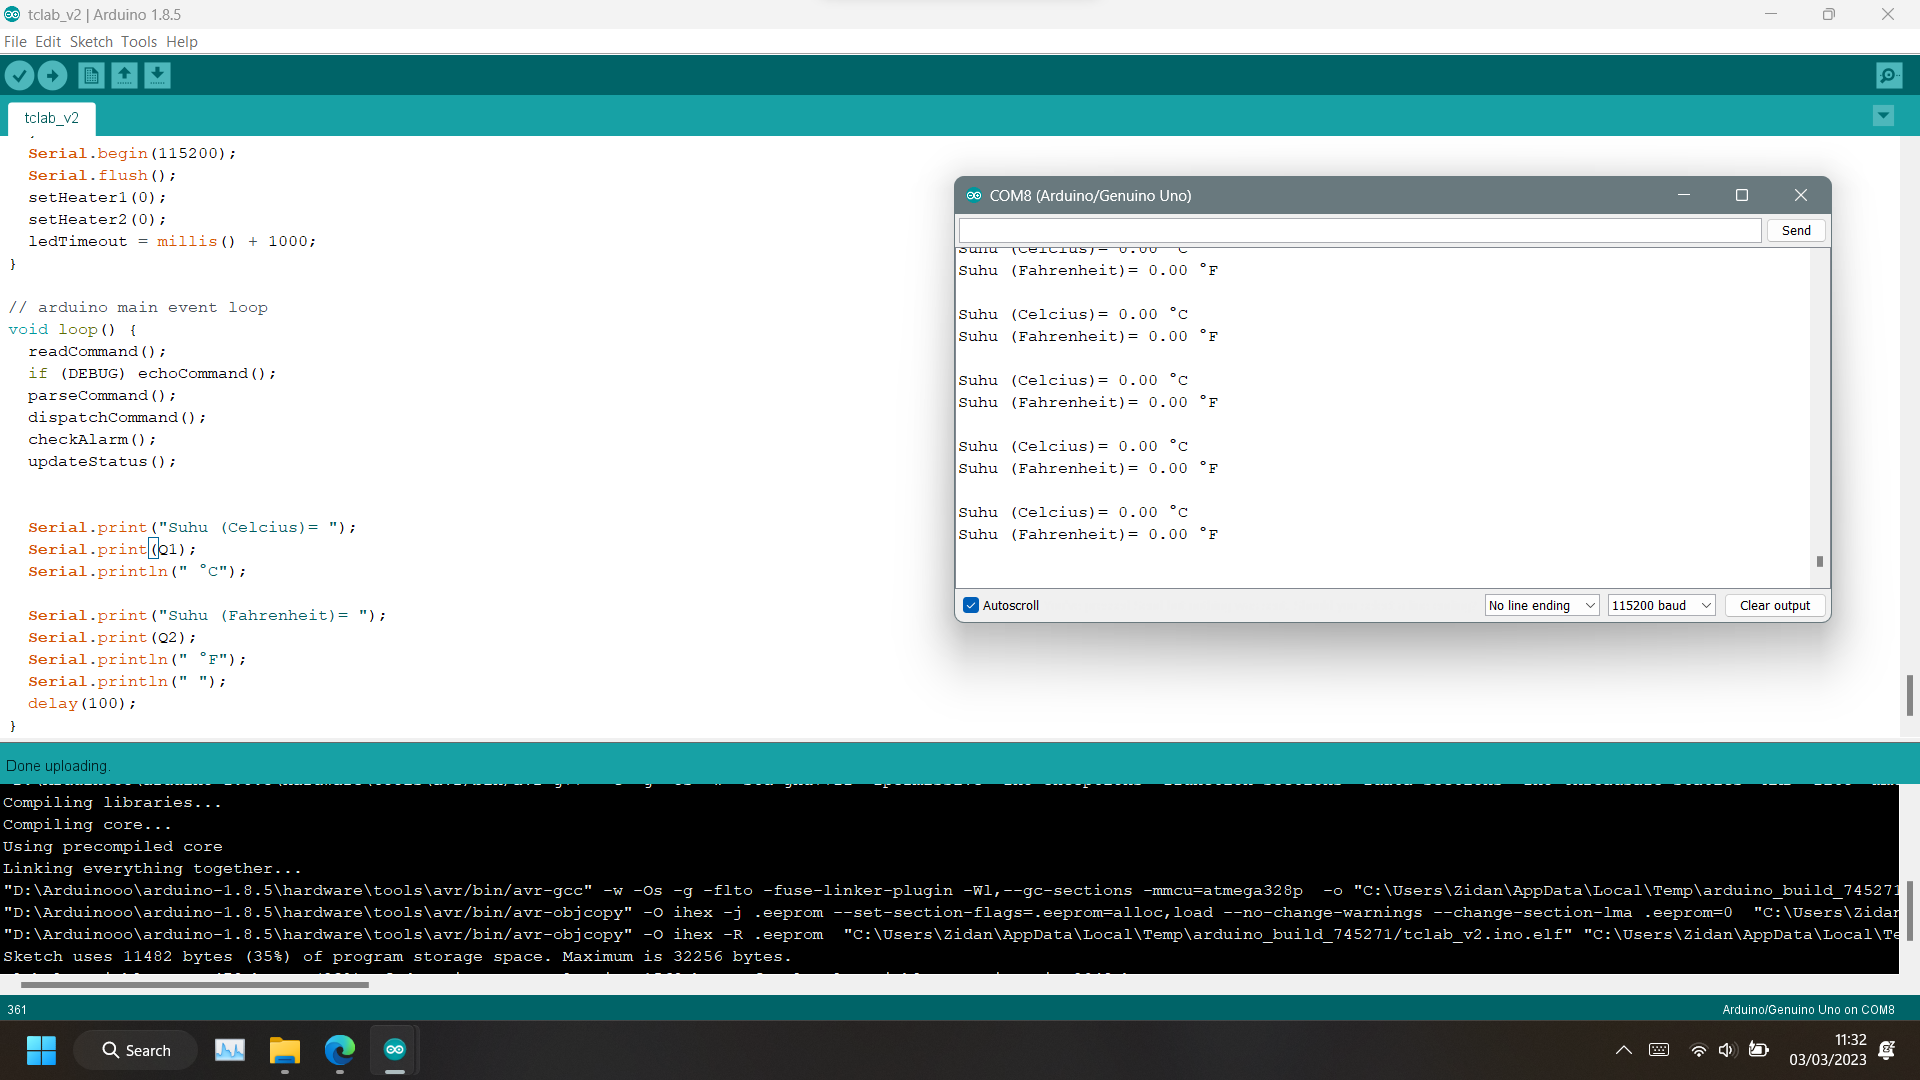 tclab_v2 | Arduino 1.8.5
File Edit Sketch Tools Help
tclab_v2
Serial.begin(115200);
Serial.flush();
setHeater1(0);
setHeater2(0);
ledTimeout = millis() + 1000;
}
// arduino main event loop
void loop() {
readCommand();
if (DEBUG) echoCommand();
parseCommand();
dispatchCommand();
checkAlarm();
updateStatus();
Serial.print("Suhu (Celcius)= ");
Serial.print(Q1);
Serial.println(" °C");
Serial.print("Suhu (Fahrenheit)= ");
Serial.print(Q2);
Serial.println(" °F");
Serial.println(" ");
delay(100);
}
COM8 (Arduino/Genuino Uno)
Send
Suhu (Celcius)= 0.00 °C
Suhu (Fahrenheit)= 0.00 °F
Suhu (Celcius)= 0.00 °C
Suhu (Fahrenheit)= 0.00 °F
Suhu (Celcius)= 0.00 °C
Suhu (Fahrenheit)= 0.00 °F
Suhu (Celcius)= 0.00 °C
Suhu (Fahrenheit)= 0.00 °F
Suhu (Celcius)= 0.00 °C
Suhu (Fahrenheit)= 0.00 °F
Autoscroll
No line ending
115200 baud
Clear output
Done uploading.
Compiling libraries...
Compiling core...
Using precompiled core
Linking everything together...
"D:\Arduinooo\arduino-1.8.5\hardware\tools\avr/bin/avr-gcc" -w -Os -g -flto -fuse-linker-plugin -Wl,--gc-sections -mmcu=atmega328p -o "C:\Users\Zidan\AppData\Local\Temp\arduino_build_745271
"D:\Arduinooo\arduino-1.8.5\hardware\tools\avr/bin/avr-objcopy" -O ihex -j .eeprom --set-section-flags=.eeprom=alloc,load --no-change-warnings --change-section-lma .eeprom=0 "C:\Users\Zidan
"D:\Arduinooo\arduino-1.8.5\hardware\tools\avr/bin/avr-objcopy" -O ihex -R .eeprom "C:\Users\Zidan\AppData\Local\Temp\arduino_build_745271/tclab_v2.ino.elf" "C:\Users\Zidan\AppData\Local\Te
Sketch uses 11482 bytes (35%) of program storage space. Maximum is 32256 bytes.
361
Arduino/Genuino Uno on COM8
Search
11:32
03/03/2023